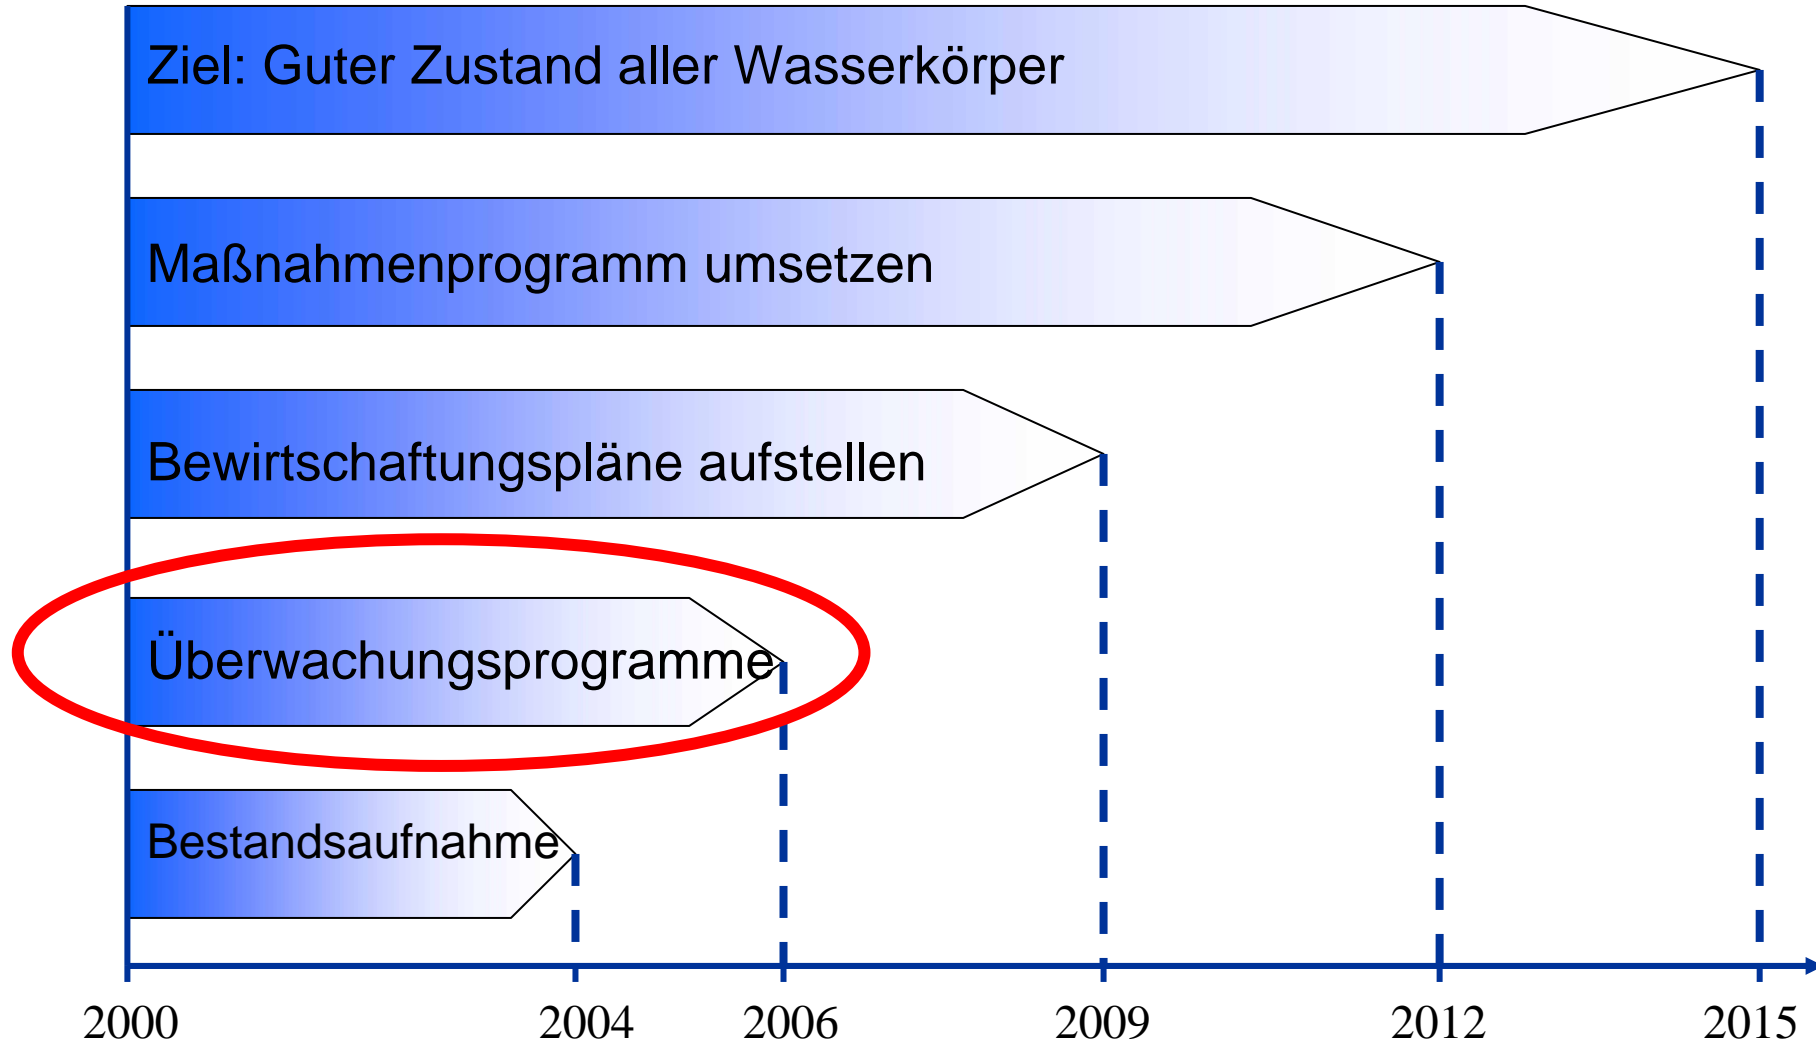 Ziel: Guter Zustand aller Wasserkörper
Maßnahmenprogramm umsetzen
Bewirtschaftungspläne aufstellen
Überwachungsprogramme
Bestandsaufnahme
2000 2004 2006 2009 2012 2015